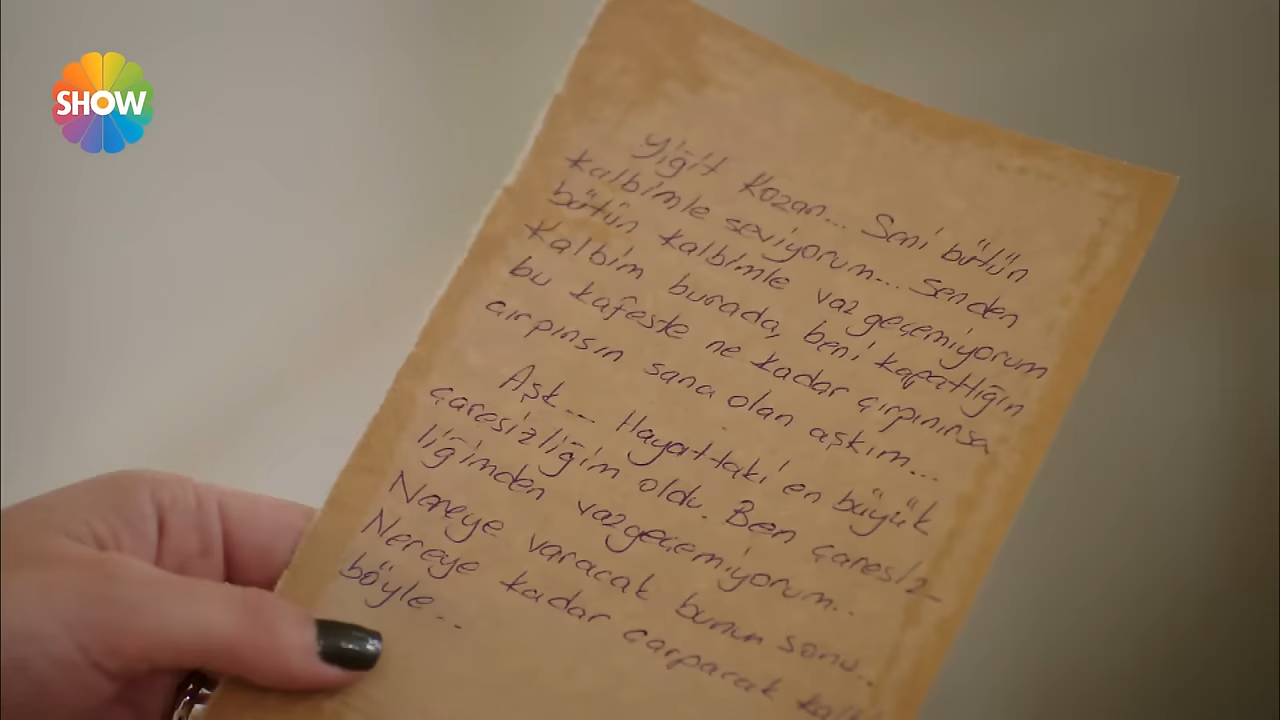 SHOW
Yiğit Kozan... Seni bütün
kalbimle seviyorum... Senden
bütün kalbimle vazgeçemiyorum
Kalbim burada, beni kapattığın
bu kafeste ne kadar çırpınırsa
çırpınsın sana olan aşkım...
Aşk... Hayattaki en büyük
çaresizliğim oldu. Ben çaresiz-
liğimden vazgeçemiyorum..
Nereye varacak bunun sonu..
Nereye kadar çarpacak
böyle...